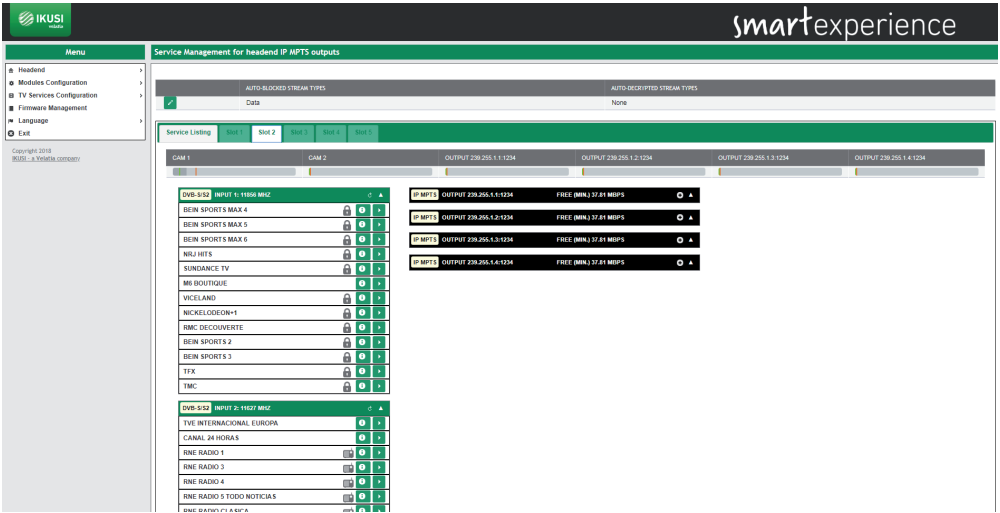 IKUSI
velatia
smartexperience
Menu
Service Management for headend IP MPTS outputs
Headend
Modules Configuration
TV Services Configuration
Firmware Management
Language
Exit
Copyright 2018
IKUSI - a Velatia company
AUTO-BLOCKED STREAM TYPES AUTO-DECRYPTED STREAM TYPES
Data None
Service Listing Slot 1 Slot 2 Slot 3 Slot 4 Slot 5
CAM 1 CAM 2 OUTPUT 239.255.1.1:1234 OUTPUT 239.255.1.2:1234 OUTPUT 239.255.1.3:1234 OUTPUT 239.255.1.4:1234
DVB-S/S2 INPUT 1: 11856 MHZ
BEIN SPORTS MAX 4
BEIN SPORTS MAX 5
BEIN SPORTS MAX 6
NRJ HITS
SUNDANCE TV
M6 BOUTIQUE
VICELAND
NICKELODEON+1
RMC DECOUVERTE
BEIN SPORTS 2
BEIN SPORTS 3
TFX
TMC
IP MPTS OUTPUT 239.255.1.1:1234 FREE (MIN.) 37.81 MBPS
IP MPTS OUTPUT 239.255.1.2:1234 FREE (MIN.) 37.81 MBPS
IP MPTS OUTPUT 239.255.1.3:1234 FREE (MIN.) 37.81 MBPS
IP MPTS OUTPUT 239.255.1.4:1234 FREE (MIN.) 37.81 MBPS
DVB-S/S2 INPUT 2: 11627 MHZ
TVE INTERNACIONAL EUROPA
CANAL 24 HORAS
RNE RADIO 1
RNE RADIO 3
RNE RADIO 4
RNE RADIO 5 TODO NOTICIAS
RNE RADIO CLASICA